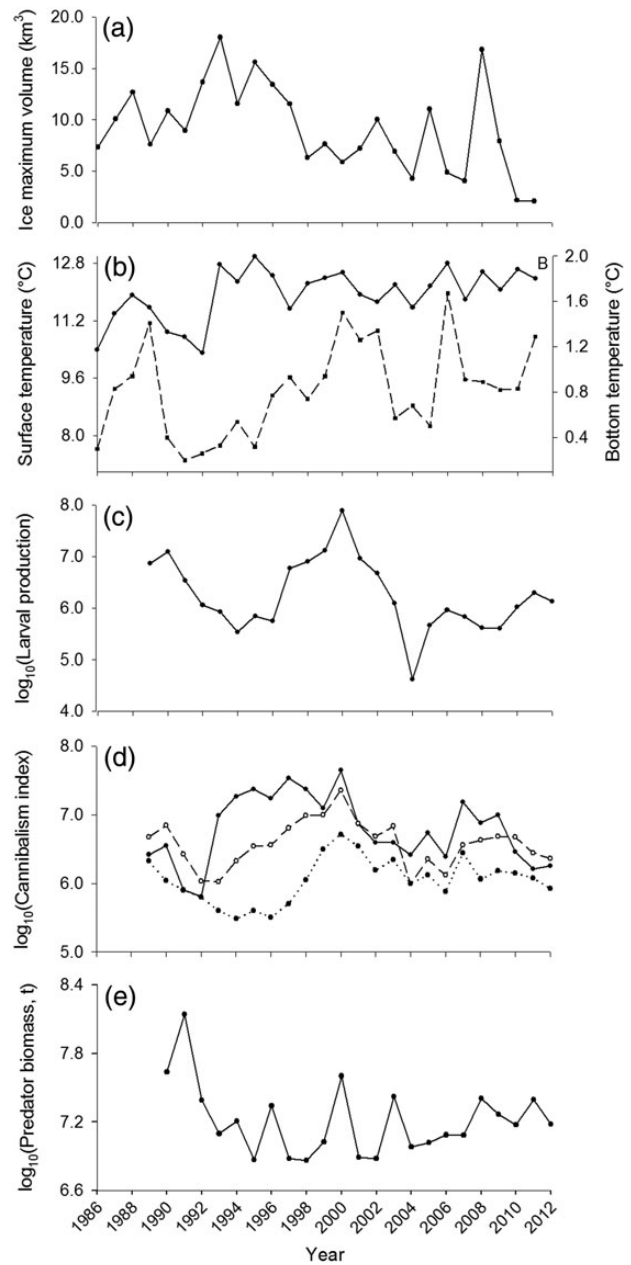 (a)
Ice maximum volume (km³)
20.0
15.0
10.0
5.0
0.0
(b)
B
Surface temperature (°C)
12.8
11.2
9.6
8.0
Bottom temperature (°C)
2.0
1.6
1.2
0.8
0.4
(c)
log₁₀(Larval production)
8.0
7.0
6.0
5.0
4.0
(d)
log₁₀(Cannibalism index)
8.0
7.0
6.0
5.0
(e)
log₁₀(Predator biomass, t)
8.4
7.8
7.2
6.6
1986 1988 1990 1992 1994 1996 1998 2000 2002 2004 2006 2008 2010 2012
Year